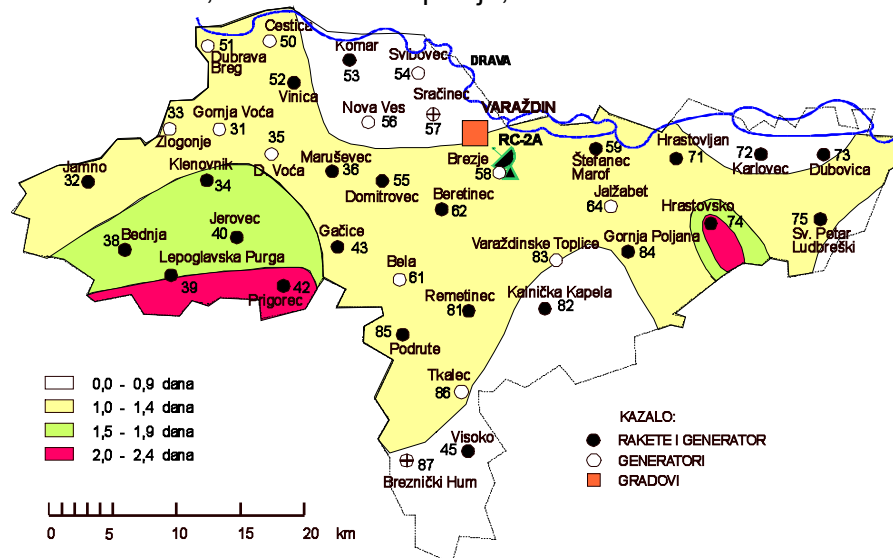 51
Dubrava
Breg
Cestica
50
Komar
53
Svibovec
54
DRAVA
52
Vinica
Nova Ves
56
Sračinec
57
VARAŽDIN
RC-2A
33
Zlogonje
Gornja Voća
31
35
D. Voća
Maruševec
36
Brezje
58
59
Štefanec
Marof
Hrastovljan
71
72
Karlovec
73
Dubovica
Jamno
32
Klenovnik
34
55
Domitrovec
Beretinec
62
Jalžabet
64
Hrastovsko
74
75
Sv. Petar
Ludbreški
38
Bednja
Jerovec
40
Gačice
43
Varaždinske Toplice
83
Gornja Poljana
84
Lepoglavska Purga
39
42
Prigorec
Bela
61
Remetinec
81
Kalnička Kapela
82
85
Podrute
Tkalec
86
Visoko
45
87
Breznički Hum
0,0 - 0,9 dana
1,0 - 1,4 dana
1,5 - 1,9 dana
2,0 - 2,4 dana
KAZALO:
RAKETE I GENERATOR
GENERATORI
GRADOVI
0 5 10 15 20 km